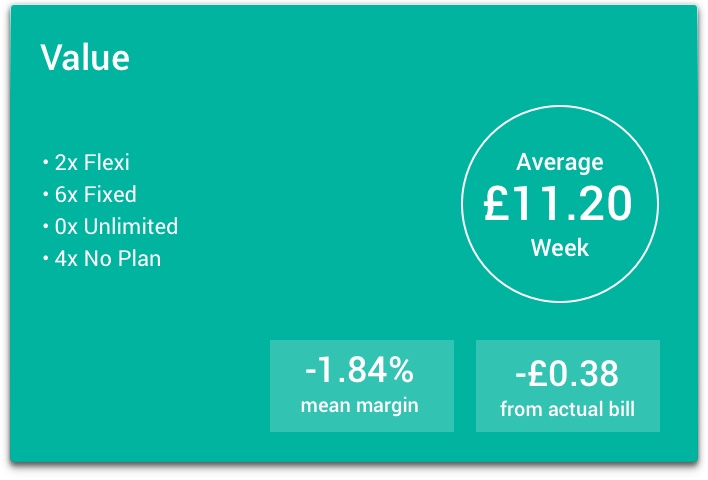 Value
• 2x Flexi
• 6x Fixed
• 0x Unlimited
• 4x No Plan
Average
£11.20
Week
-1.84%
mean margin
-£0.38
from actual bill